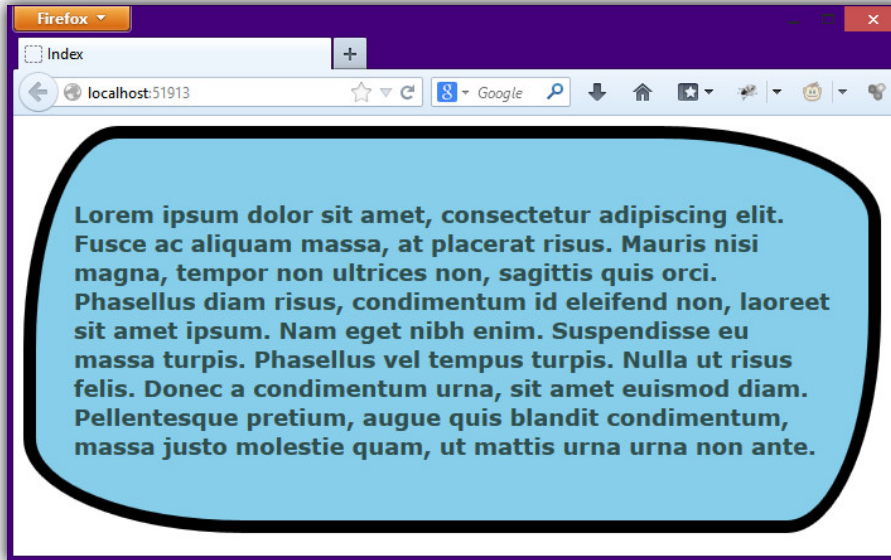 Firefox
Index
localhost:51913
Google
Lorem ipsum dolor sit amet, consectetur adipiscing elit.
Fusce ac aliquam massa, at placerat risus. Mauris nisi
magna, tempor non ultrices non, sagittis quis orci.
Phasellus diam risus, condimentum id eleifend non, laoreet
sit amet ipsum. Nam eget nibh enim. Suspendisse eu
massa turpis. Phasellus vel tempus turpis. Nulla ut risus
felis. Donec a condimentum urna, sit amet euismod diam.
Pellentesque pretium, augue quis blandit condimentum,
massa justo molestie quam, ut mattis urna urna non ante.